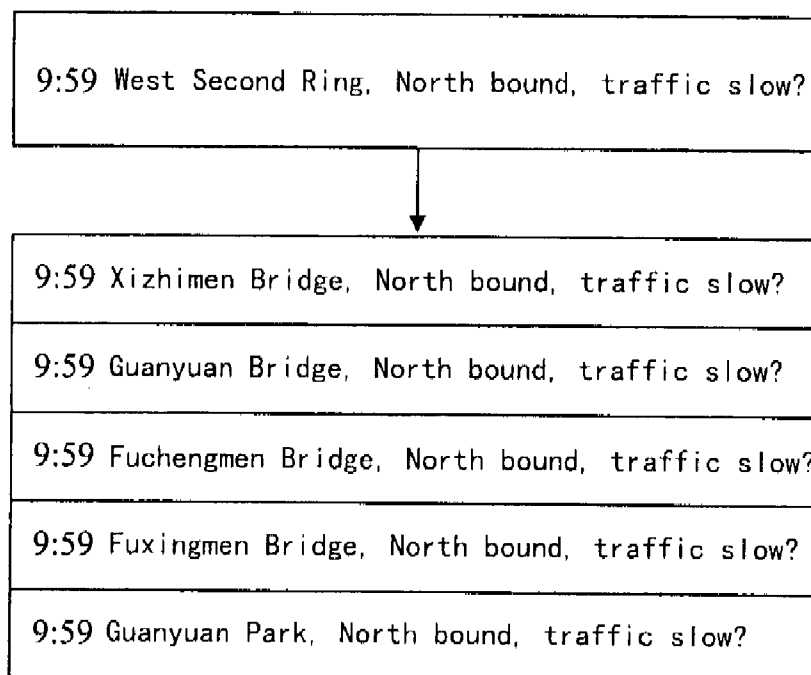 9:59 West Second Ring, North bound, traffic slow?
9:59 Xizhimen Bridge, North bound, traffic slow?
9:59 Guanyuan Bridge, North bound, traffic slow?
9:59 Fuchengmen Bridge, North bound, traffic slow?
9:59 Fuxingmen Bridge, North bound, traffic slow?
9:59 Guanyuan Park, North bound, traffic slow?